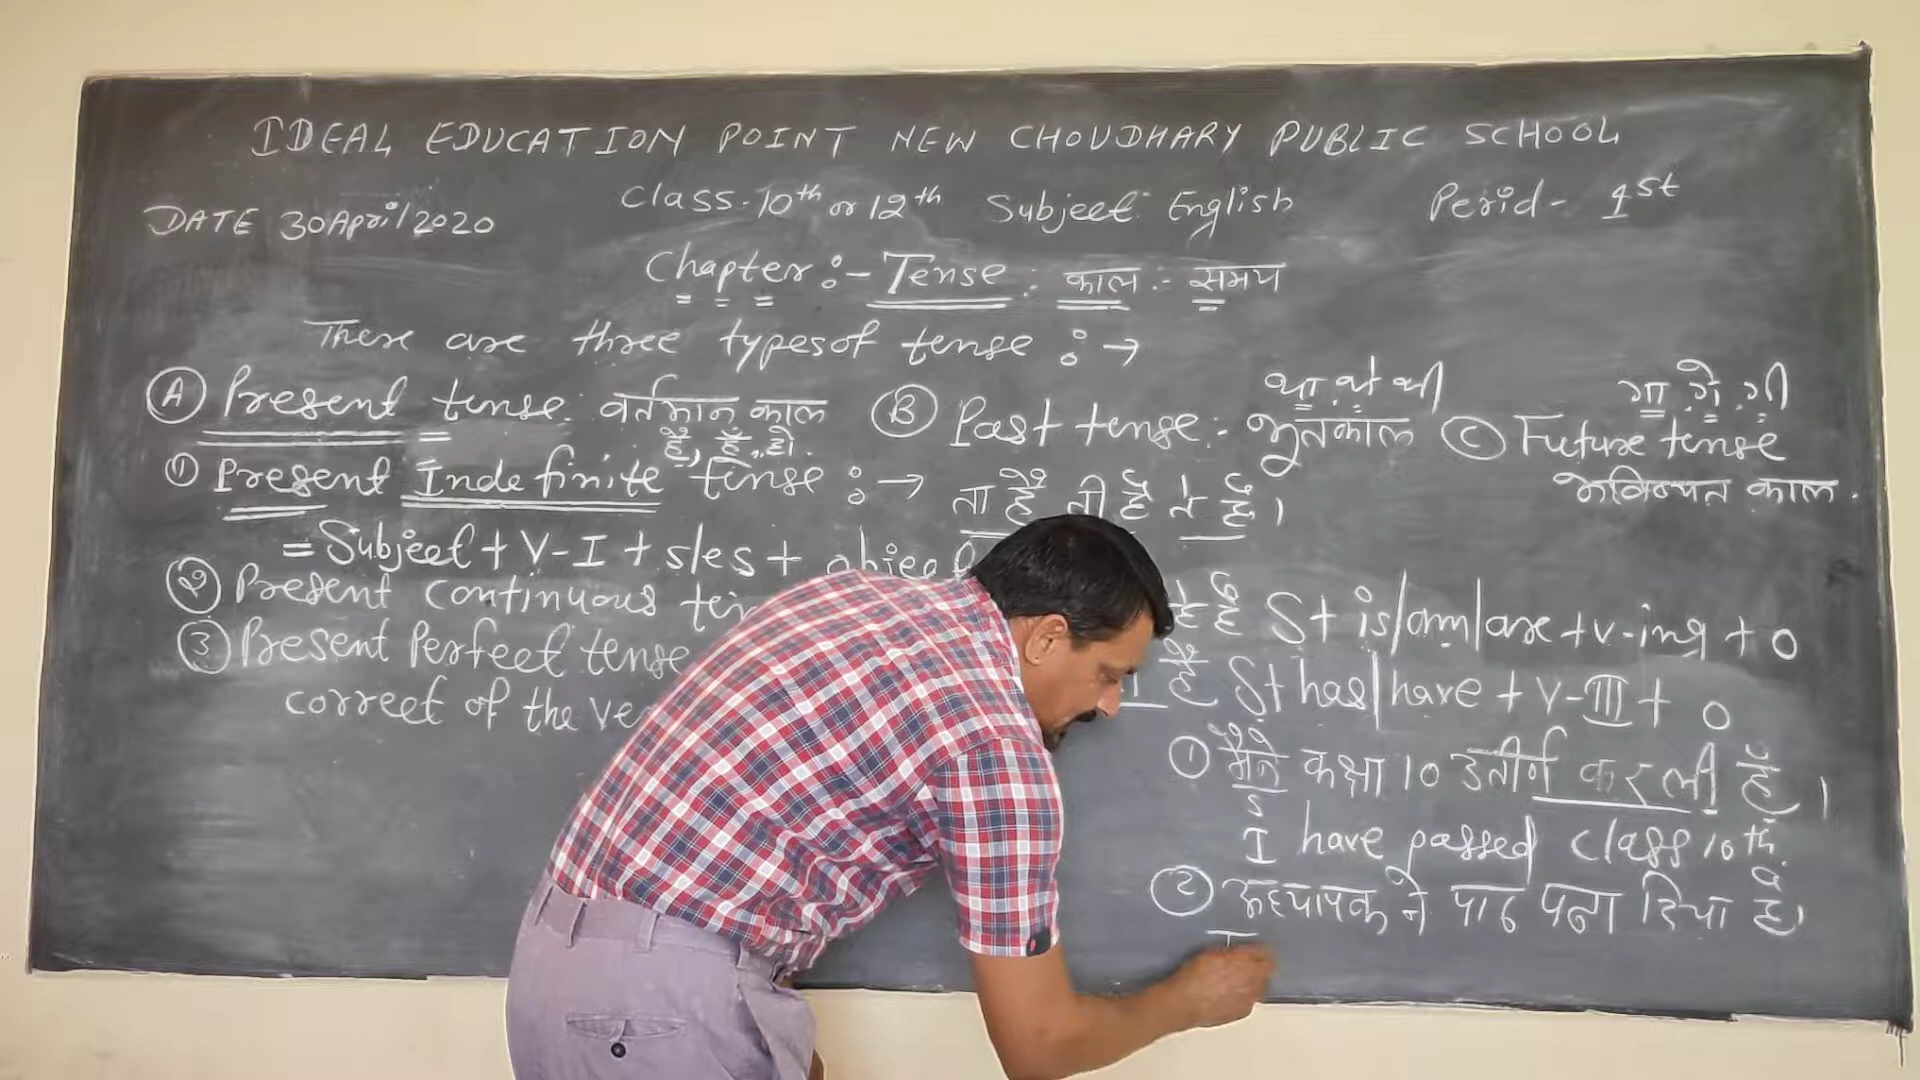 IDEAL EDUCATION POINT NEW CHOUDHARY PUBLIC SCHOOL
DATE 30 April 2020 Class-10th or 12th Subject: English Perid- 1st
Chapter :- Tense : काल :- समय
There are three types of tense : →
था थे थी गा गे गी
(A) Present tense: वर्तमान काल (B) Past tense :- भूतकाल (C) Future tense
है, हैं, हो. भविष्यत काल.
(1) Present Indefinite tense : → ता है ती है ते हैं।
= Subject + V-I + s/es +
(2) Present continuous S + is/am/are + v-ing + o
(3) Present Perfect tense S + has/have + V-III + o
correct of the
(1) मैंने कक्षा 10 उतीर्ण कर ली है।
S
I have passed class 10th.
(2) अध्यापक ने पाठ पढ़ा दिया है।